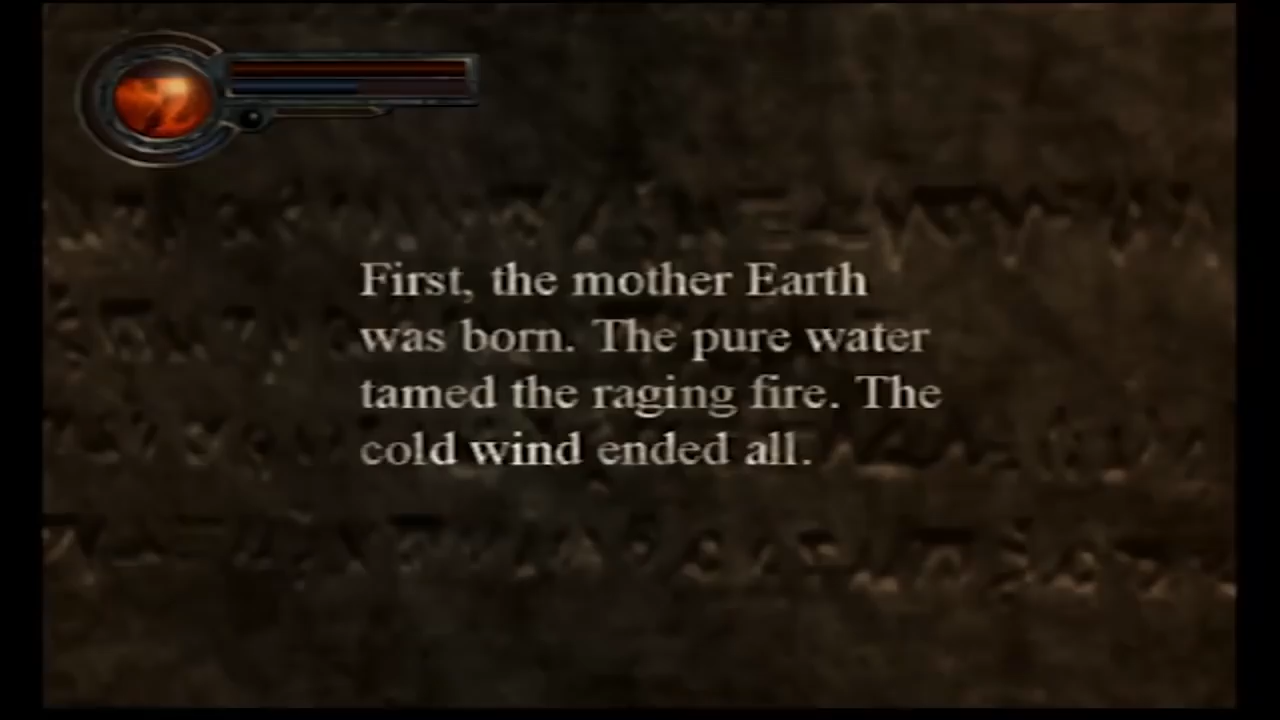 First, the mother Earth
was born. The pure water
tamed the raging fire. The
cold wind ended all.